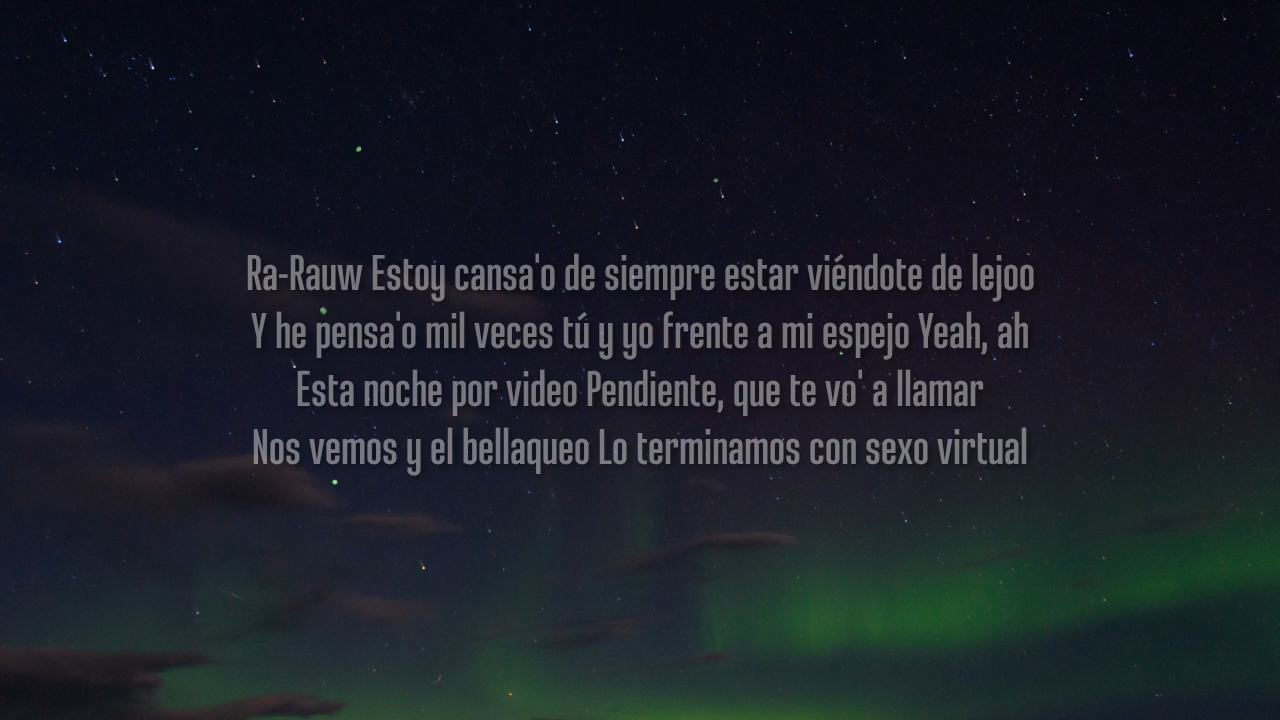 Ra-Rauw Estoy cansa'o de siempre estar viéndote de lejoo
Y he pensa'o mil veces tú y yo frente a mi espejo Yeah, ah
Esta noche por video Pendiente, que te vo' a llamar
Nos vemos y el bellaqueo Lo terminamos con sexo virtual